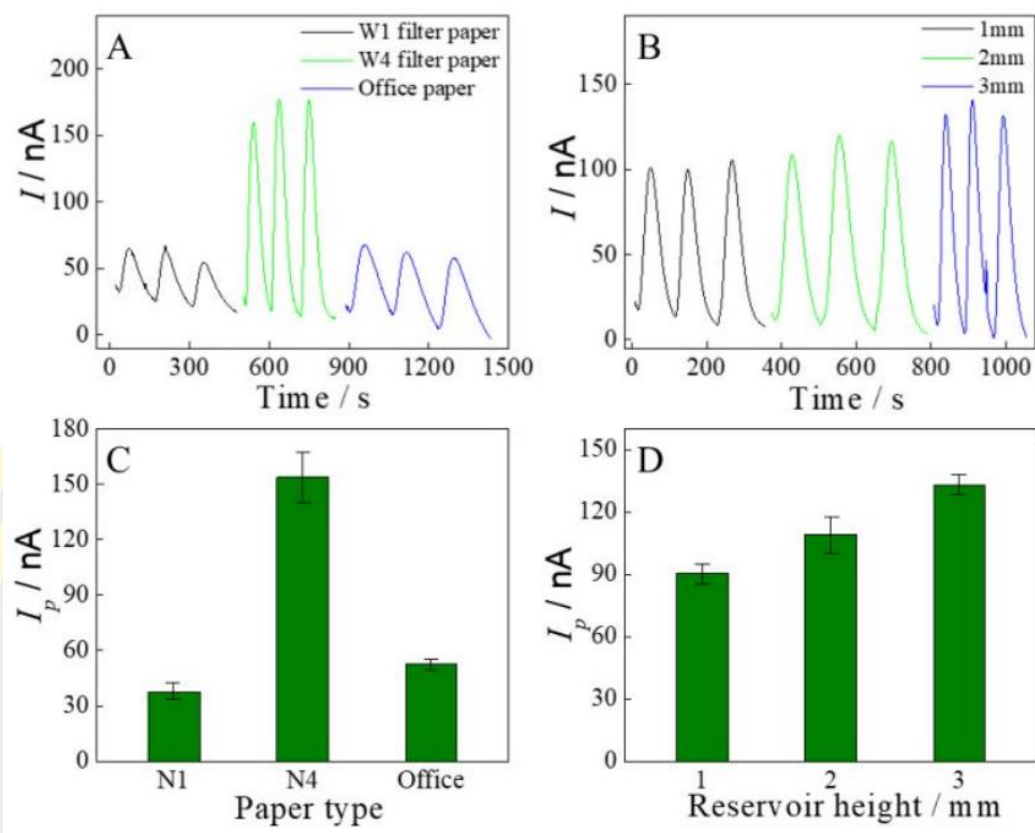 A
W1 filter paper
W4 filter paper
Office paper
200
150
100
50
0
I / nA
0 300 600 900 1200 1500
Time / s
B
1mm
2mm
3mm
150
100
50
0
I / nA
0 200 400 600 800 1000
Time / s
C
180
150
120
90
60
30
0
I_p / nA
N1 N4 Office
Paper type
D
150
120
90
60
30
0
I_p / nA
1 2 3
Reservoir height / mm